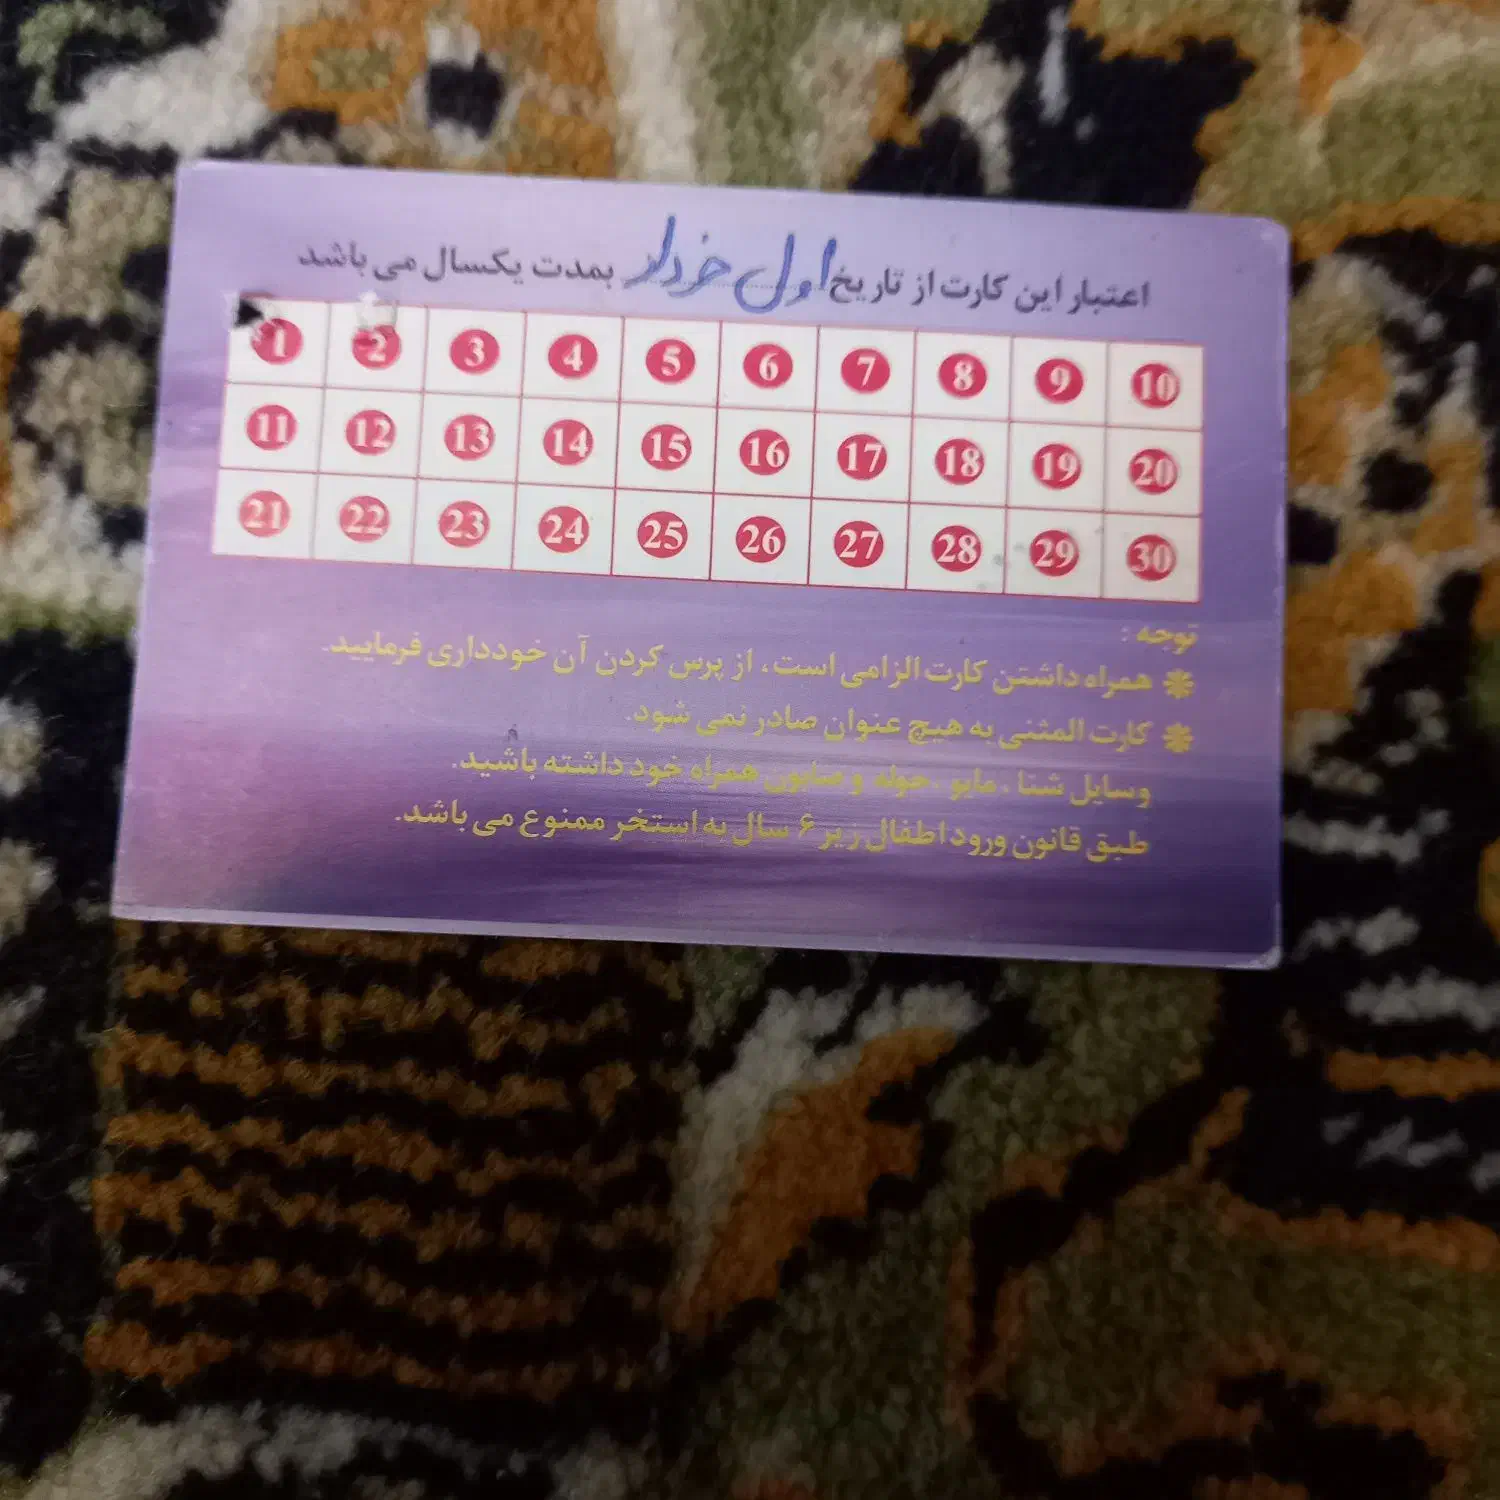 اعتبار این کارت از تاریخ اول خرداد بمدت یکسال می باشد
1 2 3 4 5 6 7 8 9 10
11 12 13 14 15 16 17 18 19 20
21 22 23 24 25 26 27 28 29 30
توجه :
❋ همراه داشتن کارت الزامی است، از پرس کردن آن خودداری فرمایید.
❋ کارت المثنی به هیچ عنوان صادر نمی شود.
وسایل شنا ، مایو ، حوله و صابون همراه خود داشته باشید.
طبق قانون ورود اطفال زیر ۶ سال به استخر ممنوع می باشد.